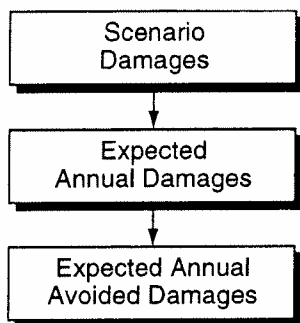 Scenario
Damages
Expected
Annual Damages
Expected Annual
Avoided Damages